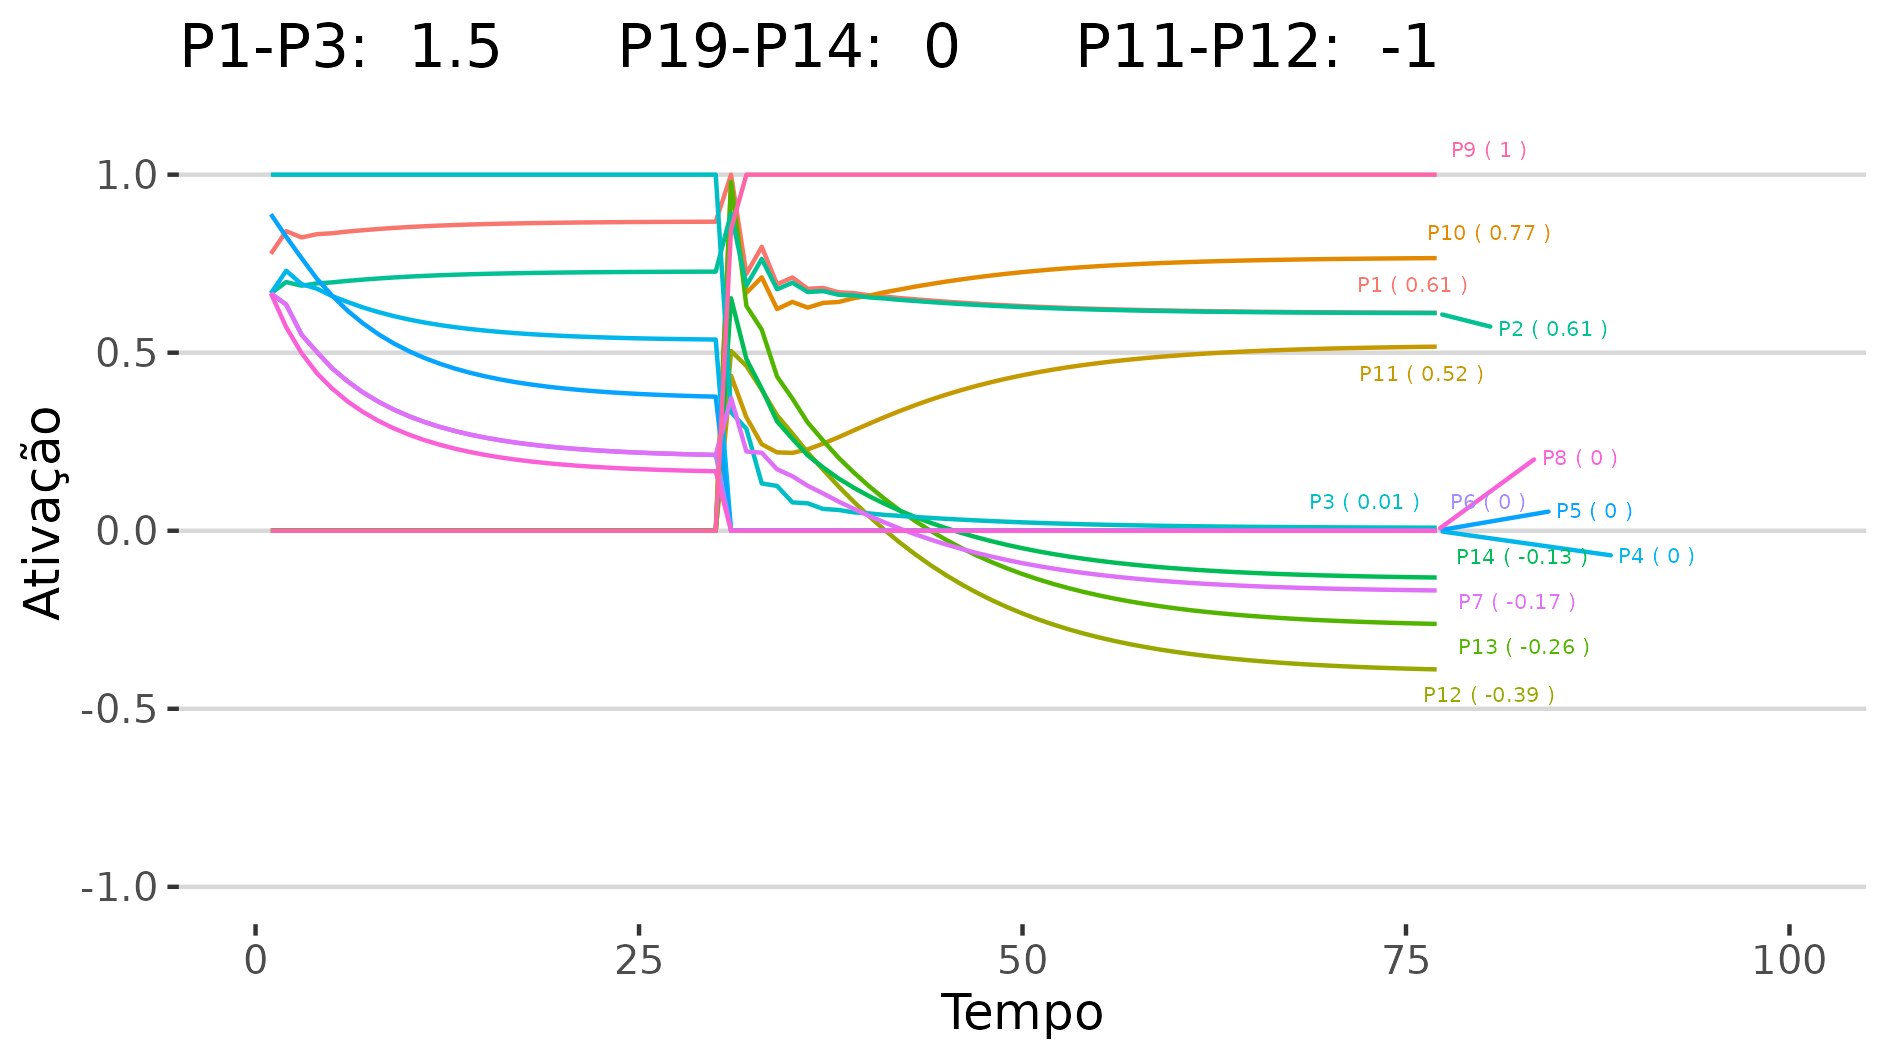 P1-P3:  1.5     P19-P14:  0     P11-P12:  -1
P9 ( 1 )
1.0
P10 ( 0.77 )
P1 ( 0.61 )
P2 ( 0.61 )
0.5
P11 ( 0.52 )
P8 ( 0 )
P3 ( 0.01 )
P6 ( 0 )
P5 ( 0 )
0.0
P14 ( -0.13 )
P4 ( 0 )
P7 ( -0.17 )
P13 ( -0.26 )
P12 ( -0.39 )
-0.5
-1.0
Ativação
0 25 50 75 100
Tempo